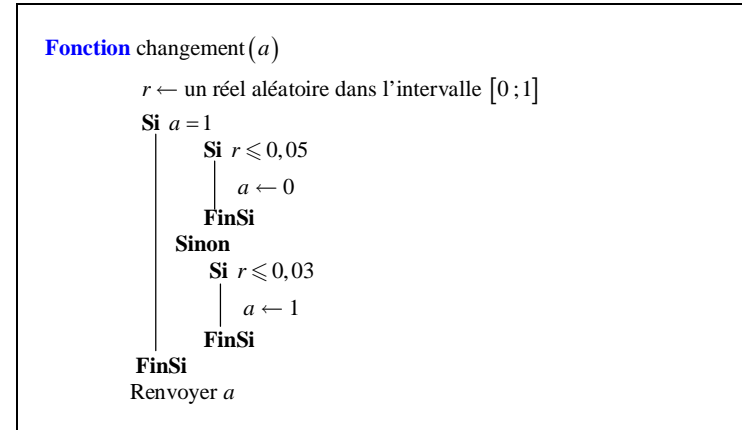 Fonction changement(a)
r ← un réel aléatoire dans l'intervalle [0 ;1]
Si a = 1
Si r ⩽ 0,05
a ← 0
FinSi
Sinon
Si r ⩽ 0,03
a ← 1
FinSi
FinSi
Renvoyer a